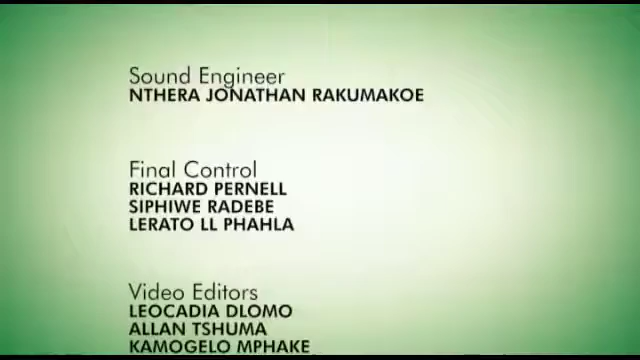 Sound Engineer
NTHERA JONATHAN RAKUMAKOE
Final Control
RICHARD PERNELL
SIPHIWE RADEBE
LERATO LL PHAHLA
Video Editors
LEOCADIA DLOMO
ALLAN TSHUMA
KAMOGELO MPHAKE